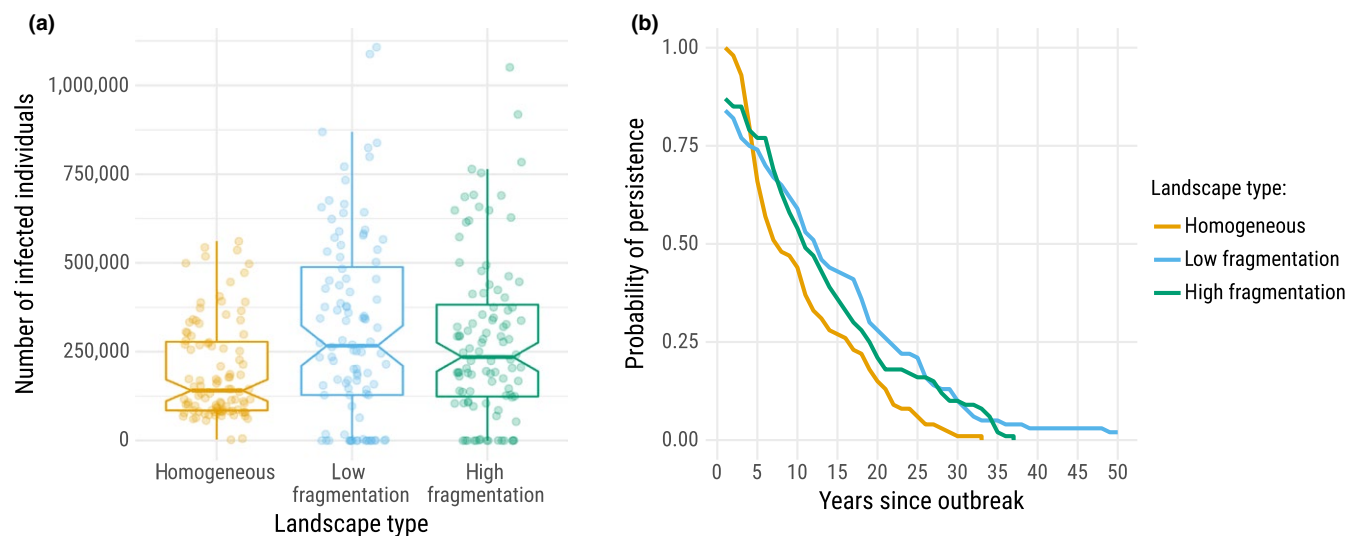 (a)
Number of infected individuals
1,000,000
750,000
500,000
250,000
0
Homogeneous
Low
fragmentation
High
fragmentation
Landscape type
(b)
Probability of persistence
1.00
0.75
0.50
0.25
0.00
0 5 10 15 20 25 30 35 40 45 50
Years since outbreak
Landscape type:
Homogeneous
Low fragmentation
High fragmentation